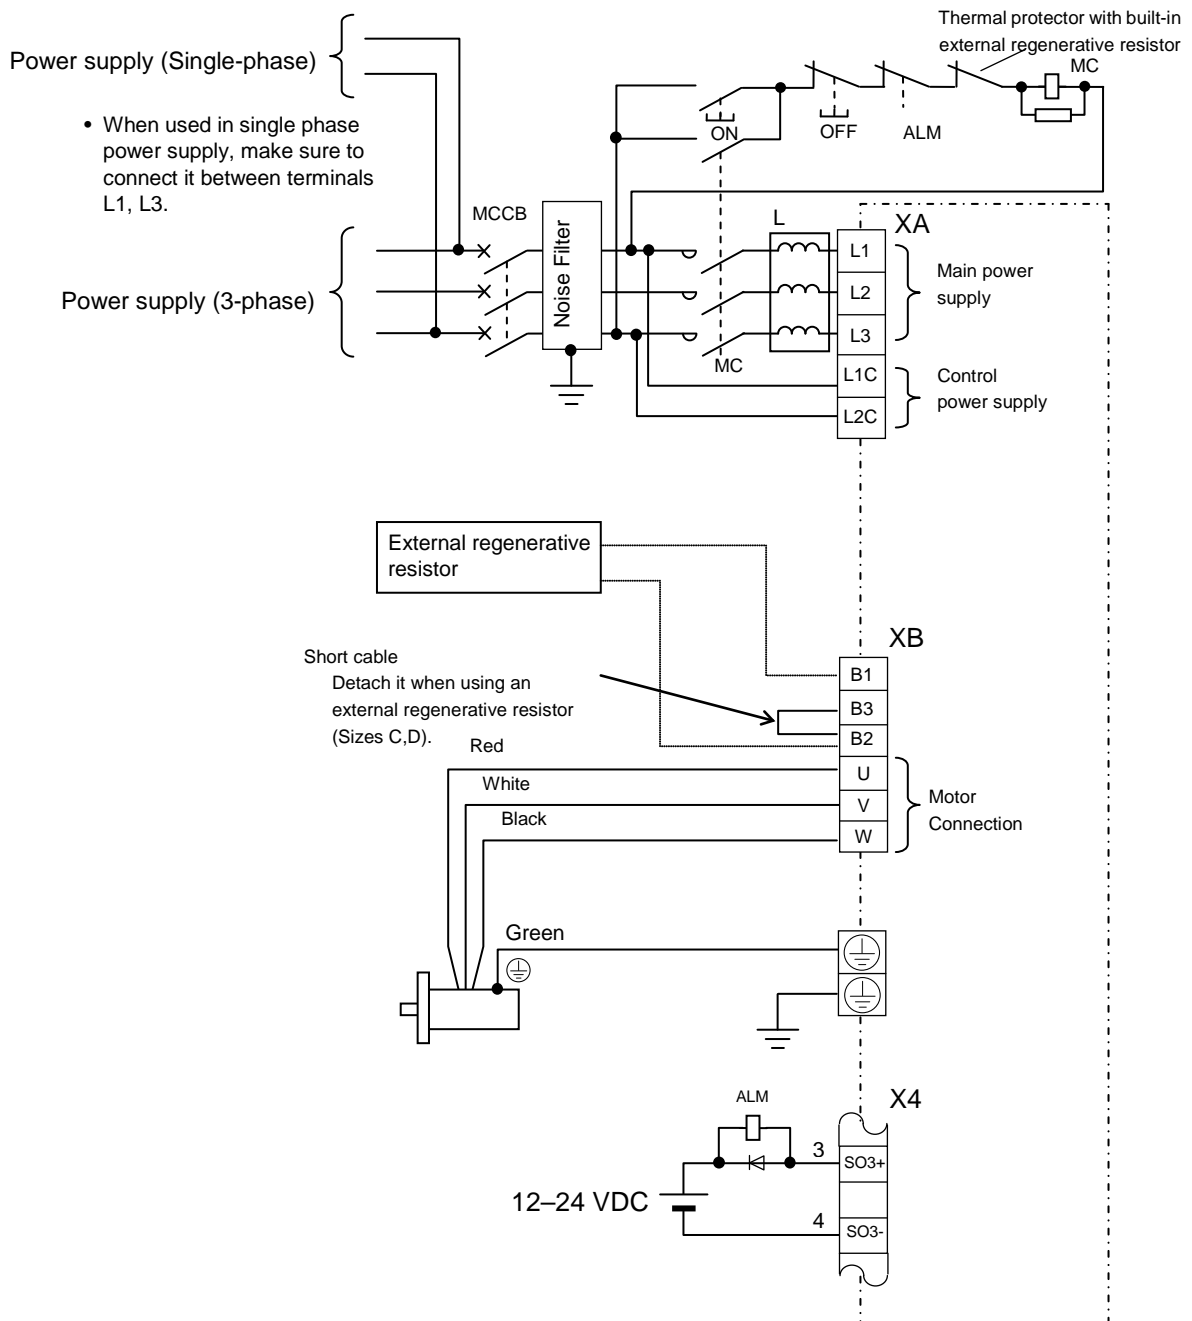 Thermal protector with built-in
external regenerative resistor
Power supply (Single-phase)
MC
ON
OFF
ALM
• When used in single phase
power supply, make sure to
connect it between terminals
L1, L3.
MCCB
Noise Filter
L
XA
L1
Main power
supply
L2
Power supply (3-phase)
L3
MC
L1C
Control
power supply
L2C
External regenerative
resistor
XB
Short cable
Detach it when using an
external regenerative resistor
(Sizes C,D).
B1
B3
B2
Red
U
White
V
Motor
Connection
Black
W
Green
ALM
X4
3
SO3+
12–24 VDC
4
SO3-